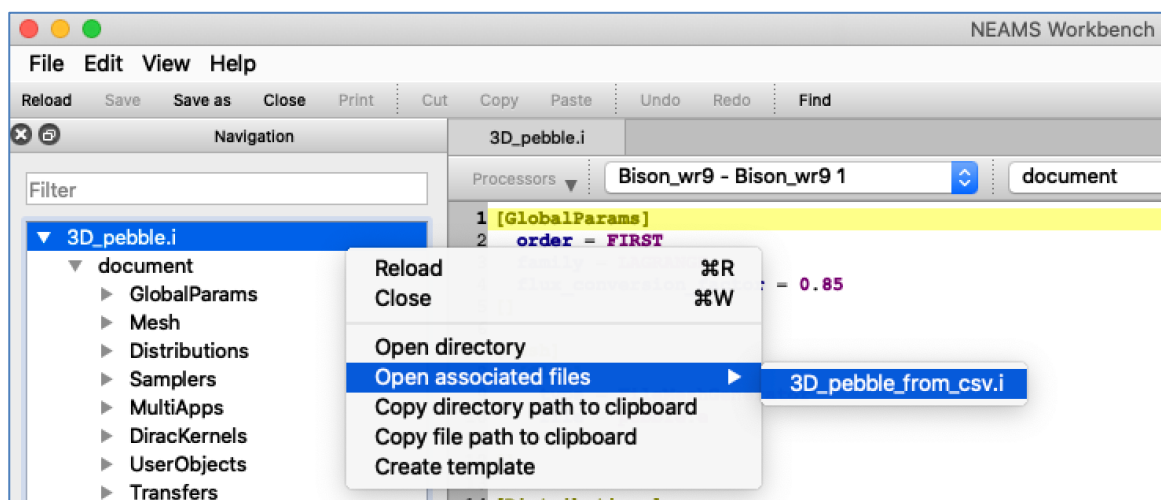 NEAMS Workbench
File Edit View Help
Reload Save Save as Close Print Cut Copy Paste Undo Redo Find
Navigation
3D_pebble.i
Filter
Processors Bison_wr9 - Bison_wr9 1 document
3D_pebble.i
document
GlobalParams
Mesh
Distributions
Samplers
MultiApps
DiracKernels
UserObjects
Transfers
1 [GlobalParams]
2 order = FIRST
= 0.85
Reload ⌘R
Close ⌘W
Open directory
Open associated files
3D_pebble_from_csv.i
Copy directory path to clipboard
Copy file path to clipboard
Create template